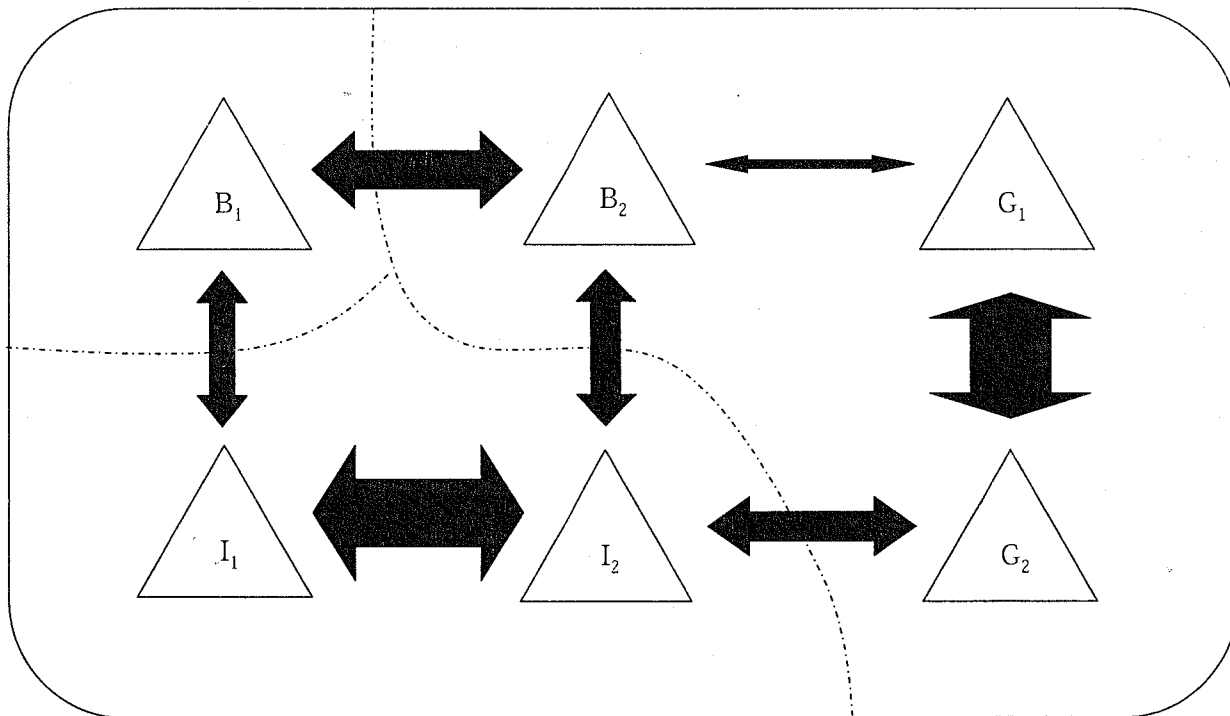 B₁ B₂ G₁
I₁ I₂ G₂